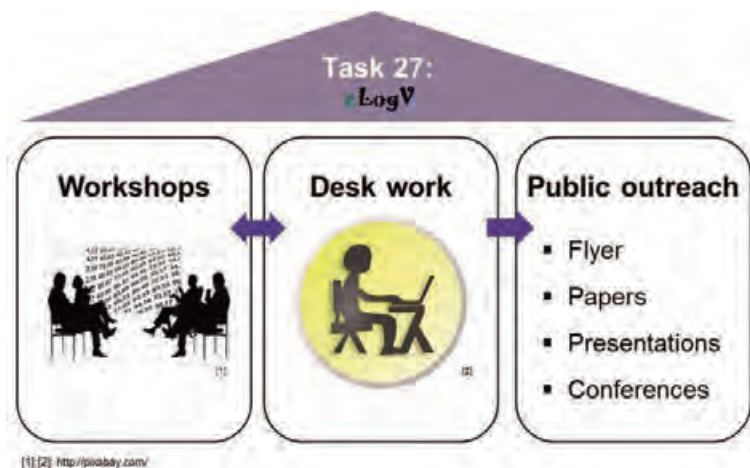 Task 27:
eLogV
Workshops
Desk work
Public outreach
▪ Flyer
▪ Papers
▪ Presentations
▪ Conferences
[1]
[2]
[1] [2]: http://pixabay.com/